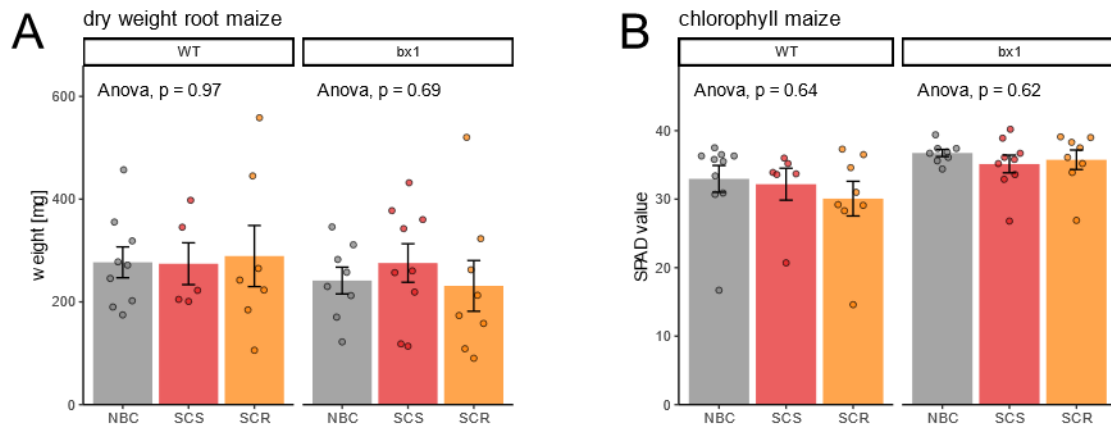 A dry weight root maize
WT bx1
Anova, p = 0.97 Anova, p = 0.69
weight [mg]
600
400
200
0
NBC SCS SCR NBC SCS SCR
B chlorophyll maize
WT bx1
Anova, p = 0.64 Anova, p = 0.62
SPAD value
40
30
20
10
0
NBC SCS SCR NBC SCS SCR